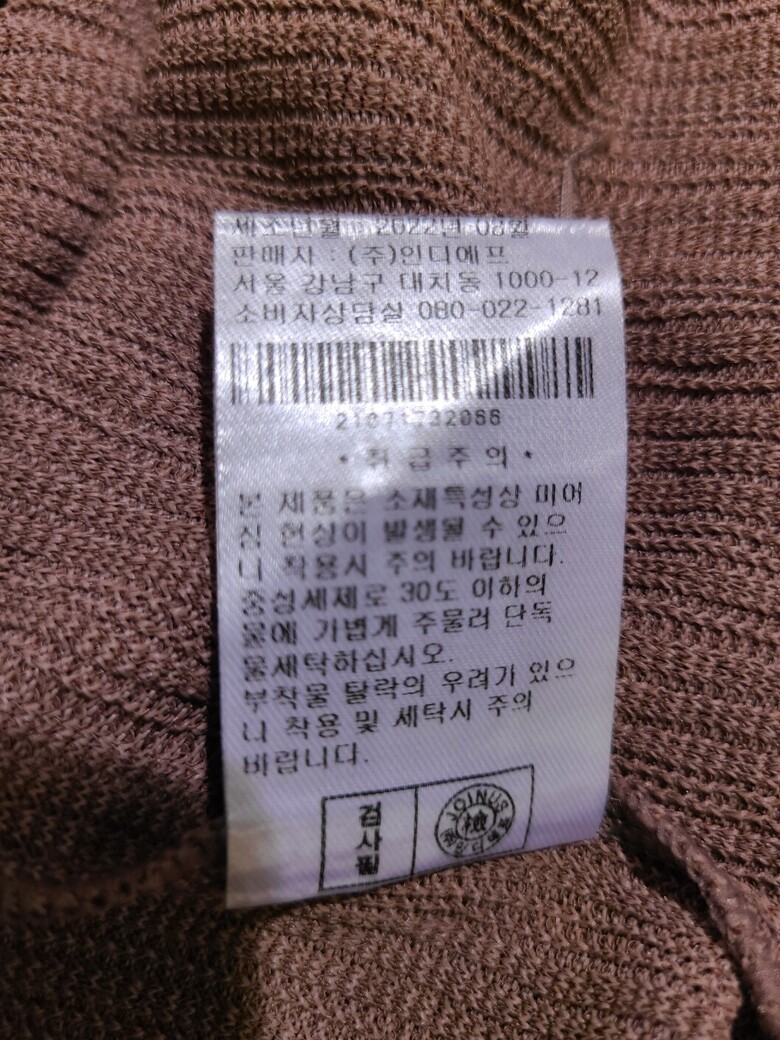 제조년월 : 2022년
판매자 : (주)인디에프
서울 강남구 대치동 1000-12
소비자상담실 080-022-1281
* 취 급 주 의 *
본 제품은 소재특성상 미어
짐 현상이 발생될 수 있으
니 착용시 주의 바랍니다.
중성세제로 30도 이하의
물에 가볍게 주물러 단독
물세탁하십시오.
부착물 탈락의 우려가 있으
니 착용 및 세탁시 주의
바랍니다.
검사필
JOINUS
檢
(주)인디에프